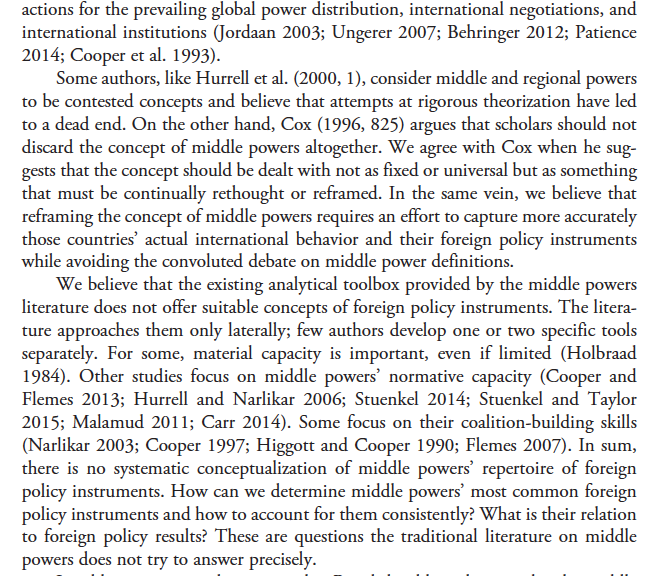 actions for the prevailing global power distribution, international negotiations, and
international institutions (Jordaan 2003; Ungerer 2007; Behringer 2012; Patience
2014; Cooper et al. 1993).
Some authors, like Hurrell et al. (2000, 1), consider middle and regional powers
to be contested concepts and believe that attempts at rigorous theorization have led
to a dead end. On the other hand, Cox (1996, 825) argues that scholars should not
discard the concept of middle powers altogether. We agree with Cox when he sug-
gests that the concept should be dealt with not as fixed or universal but as something
that must be continually rethought or reframed. In the same vein, we believe that
reframing the concept of middle powers requires an effort to capture more accurately
those countries’ actual international behavior and their foreign policy instruments
while avoiding the convoluted debate on middle power definitions.
We believe that the existing analytical toolbox provided by the middle powers
literature does not offer suitable concepts of foreign policy instruments. The litera-
ture approaches them only laterally; few authors develop one or two specific tools
separately. For some, material capacity is important, even if limited (Holbraad
1984). Other studies focus on middle powers’ normative capacity (Cooper and
Flemes 2013; Hurrell and Narlikar 2006; Stuenkel 2014; Stuenkel and Taylor
2015; Malamud 2011; Carr 2014). Some focus on their coalition-building skills
(Narlikar 2003; Cooper 1997; Higgott and Cooper 1990; Flemes 2007). In sum,
there is no systematic conceptualization of middle powers’ repertoire of foreign
policy instruments. How can we determine middle powers’ most common foreign
policy instruments and how to account for them consistently? What is their relation
to foreign policy results? These are questions the traditional literature on middle
powers does not try to answer precisely.